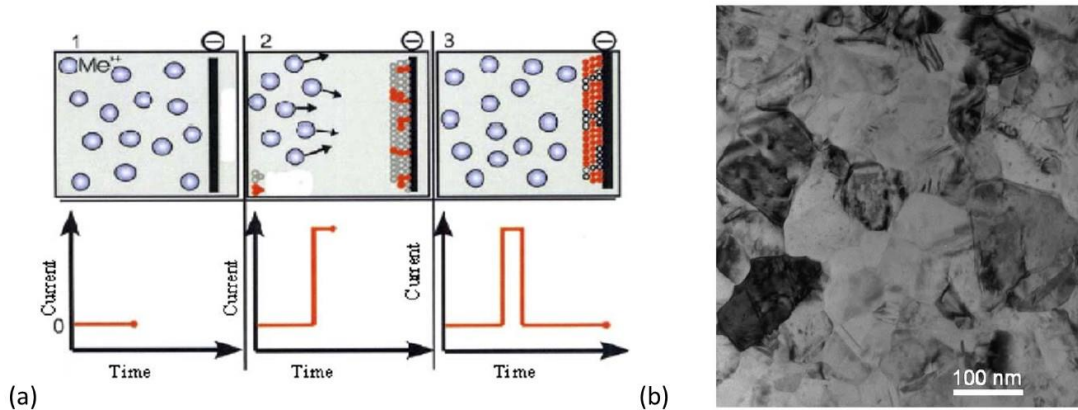 1
2
3
⊖
⊖
⊖
Me⁺⁺
Current
0
Time
Current
Time
Current
Time
(a)
(b)
100 nm